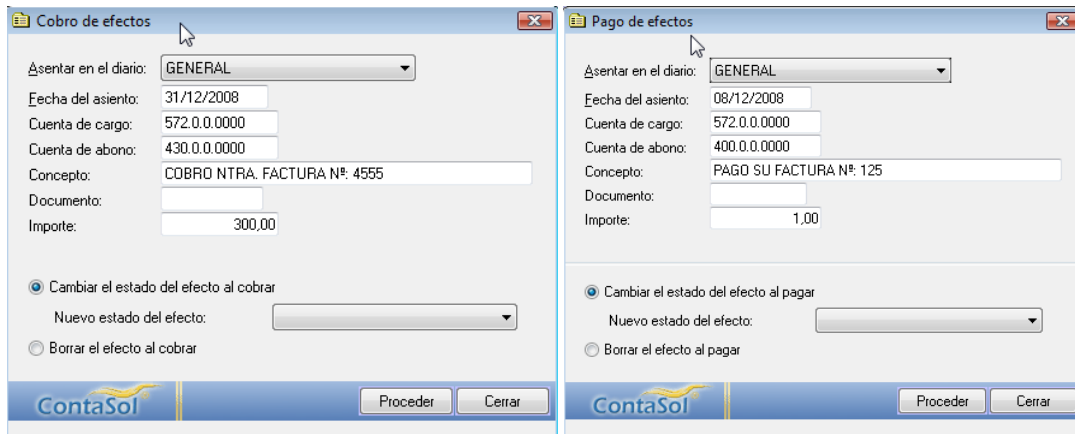 Cobro de efectos
Asentar en el diario: GENERAL
Fecha del asiento: 31/12/2008
Cuenta de cargo: 572.0.0.0000
Cuenta de abono: 430.0.0.0000
Concepto: COBRO NTRA. FACTURA Nº: 4555
Documento:
Importe: 300,00
Cambiar el estado del efecto al cobrar
Nuevo estado del efecto:
Borrar el efecto al cobrar
ContaSol Proceder Cerrar
Pago de efectos
Asentar en el diario: GENERAL
Fecha del asiento: 08/12/2008
Cuenta de cargo: 572.0.0.0000
Cuenta de abono: 400.0.0.0000
Concepto: PAGO SU FACTURA Nº: 125
Documento:
Importe: 1,00
Cambiar el estado del efecto al pagar
Nuevo estado del efecto:
Borrar el efecto al pagar
ContaSol Proceder Cerrar